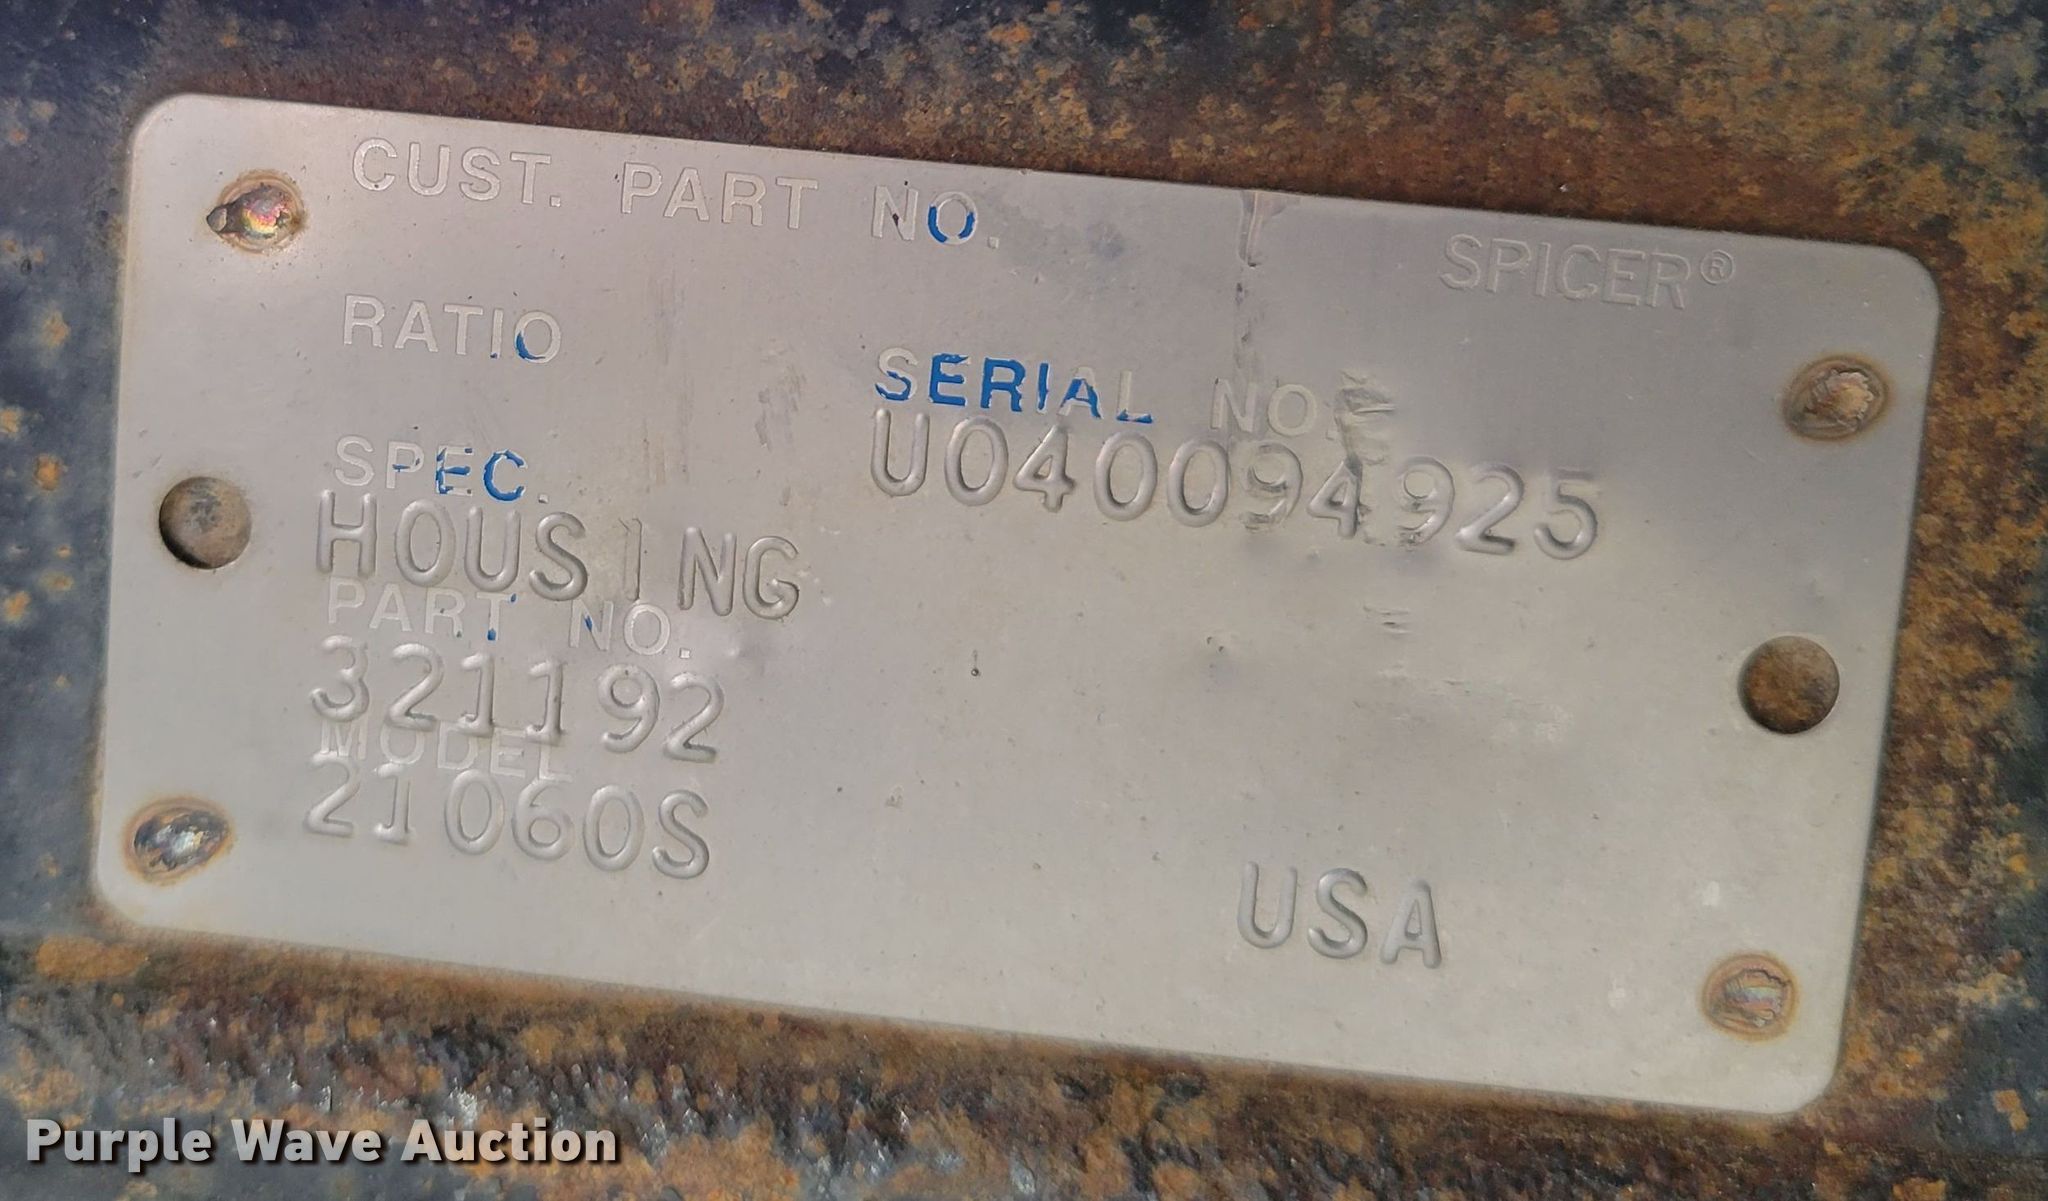 CUST. PART NO.
SPICER®
RATIO
SERIAL NO.
U040094925
SPEC.
HOUSING
PART NO.
321192
MODEL
21060S
USA
Purple Wave Auction